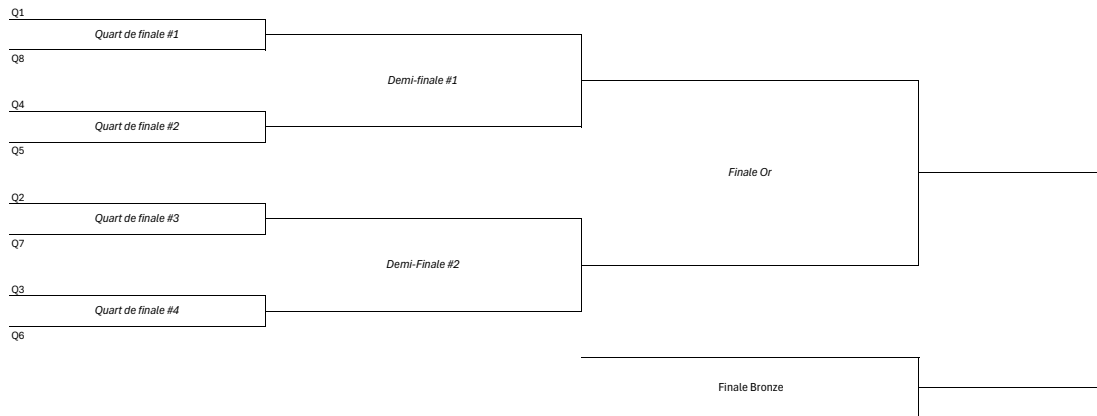 Q1
Quart de finale #1
Q8
Demi-finale #1
Q4
Quart de finale #2
Q5
Finale Or
Q2
Quart de finale #3
Q7
Demi-Finale #2
Q3
Quart de finale #4
Q6
Finale Bronze